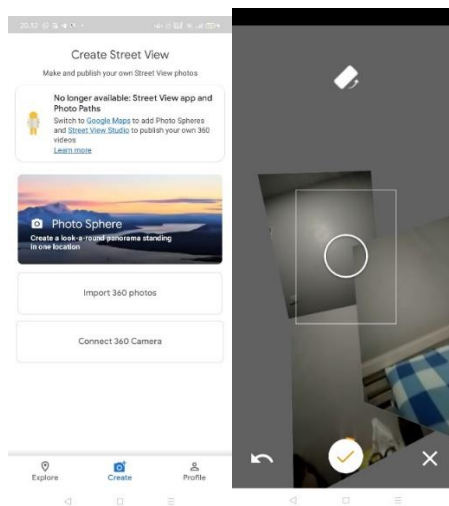 20.32
Create Street View
Make and publish your own Street View photos
No longer available: Street View app and
Photo Paths
Switch to Google Maps to add Photo Spheres
and Street View Studio to publish your own 360
videos
Learn more
Photo Sphere
Create a look-a-round panorama standing
in one location
Import 360 photos
Connect 360 Camera
Explore
Create
Profile